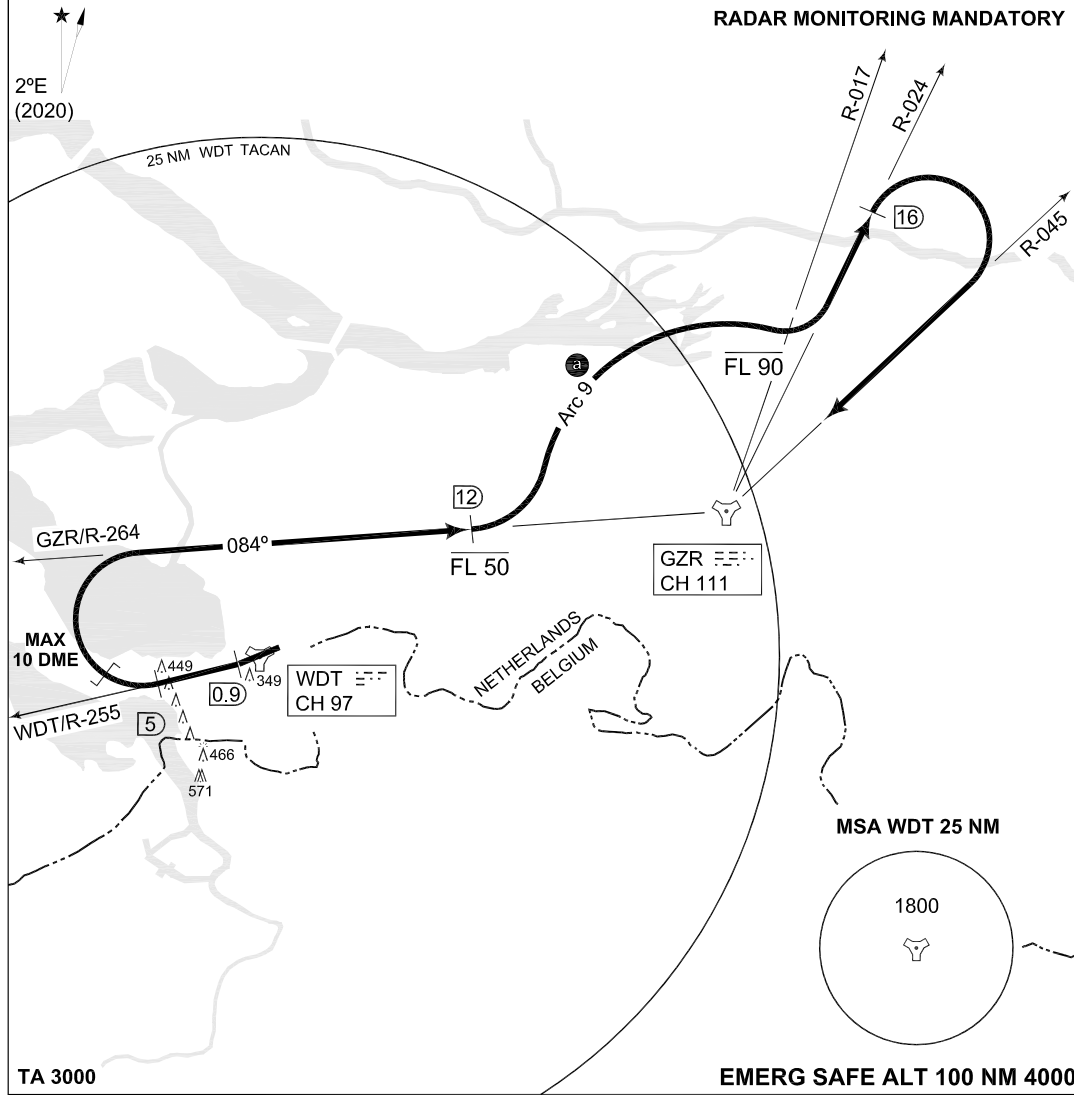 RADAR MONITORING MANDATORY
2ºE
(2020)
R-017
R-024
25 NM WDT TACAN
16
R-045
a
FL 90
Arc 9
12
GZR/R-264
084º
FL 50
GZR
CH 111
MAX
10 DME
449
349
0.9
WDT
CH 97
NETHERLANDS
BELGIUM
WDT/R-255
5
466
571
MSA WDT 25 NM
1800
TA 3000
EMERG SAFE ALT 100 NM 4000